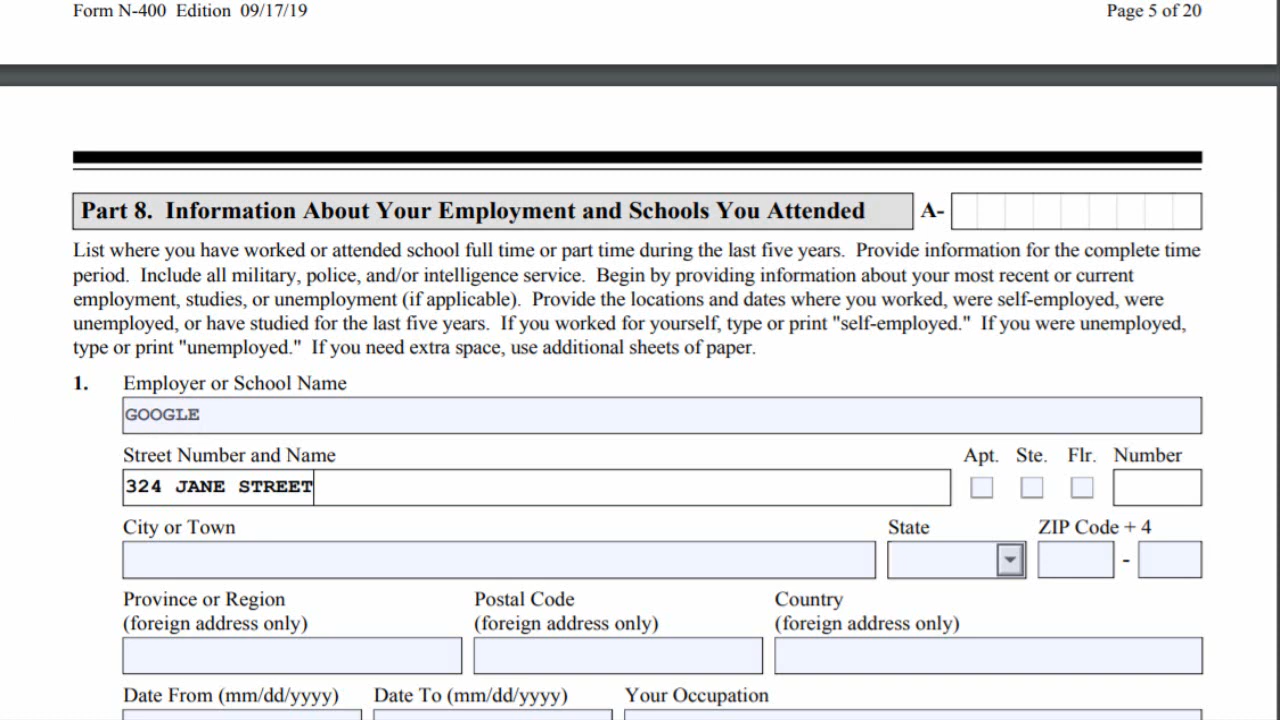 Form N-400 Edition 09/17/19 Page 5 of 20
Part 8. Information About Your Employment and Schools You Attended A-
List where you have worked or attended school full time or part time during the last five years. Provide information for the complete time
period. Include all military, police, and/or intelligence service. Begin by providing information about your most recent or current
employment, studies, or unemployment (if applicable). Provide the locations and dates where you worked, were self-employed, were
unemployed, or have studied for the last five years. If you worked for yourself, type or print "self-employed." If you were unemployed,
type or print "unemployed." If you need extra space, use additional sheets of paper.
1. Employer or School Name
GOOGLE
Street Number and Name Apt. Ste. Flr. Number
324 JANE STREET
City or Town State ZIP Code + 4
-
Province or Region Postal Code Country
(foreign address only) (foreign address only) (foreign address only)
Date From (mm/dd/yyyy) Date To (mm/dd/yyyy) Your Occupation